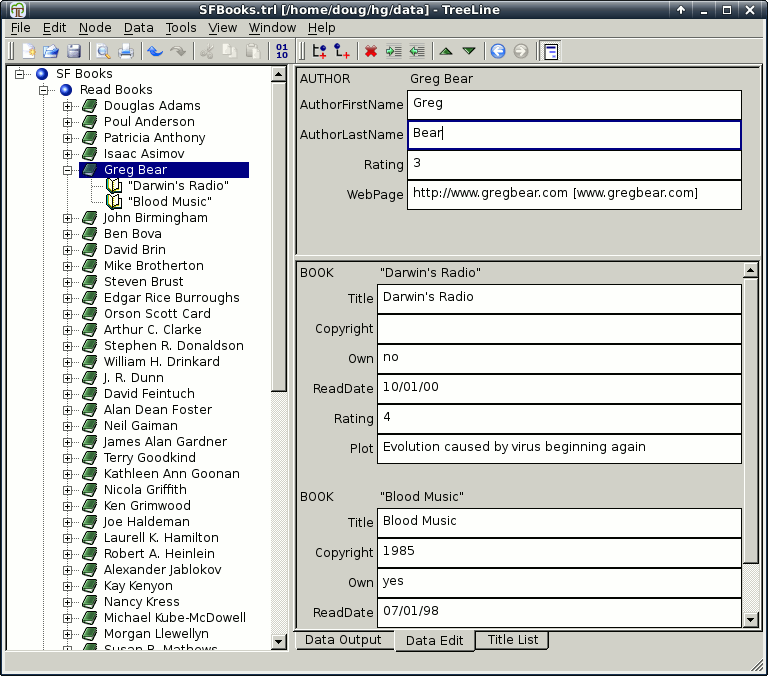 SFBooks.trl [/home/doug/hg/data] - TreeLine
File Edit Node Data Tools View Window Help
01
10
SF Books
Read Books
Douglas Adams
Poul Anderson
Patricia Anthony
Isaac Asimov
Greg Bear
"Darwin's Radio"
"Blood Music"
John Birmingham
Ben Bova
David Brin
Mike Brotherton
Steven Brust
Edgar Rice Burroughs
Orson Scott Card
Arthur C. Clarke
Stephen R. Donaldson
William H. Drinkard
J. R. Dunn
David Feintuch
Alan Dean Foster
Neil Gaiman
James Alan Gardner
Terry Goodkind
Kathleen Ann Goonan
Nicola Griffith
Ken Grimwood
Joe Haldeman
Laurell K. Hamilton
Robert A. Heinlein
Alexander Jablokov
Kay Kenyon
Nancy Kress
Michael Kube-McDowell
Morgan Llewellyn
Susan R. Mathews
AUTHOR Greg Bear
AuthorFirstName Greg
AuthorLastName Bear
Rating 3
WebPage http://www.gregbear.com [www.gregbear.com]
BOOK "Darwin's Radio"
Title Darwin's Radio
Copyright
Own no
ReadDate 10/01/00
Rating 4
Plot Evolution caused by virus beginning again
BOOK "Blood Music"
Title Blood Music
Copyright 1985
Own yes
ReadDate 07/01/98
Data Output Data Edit Title List